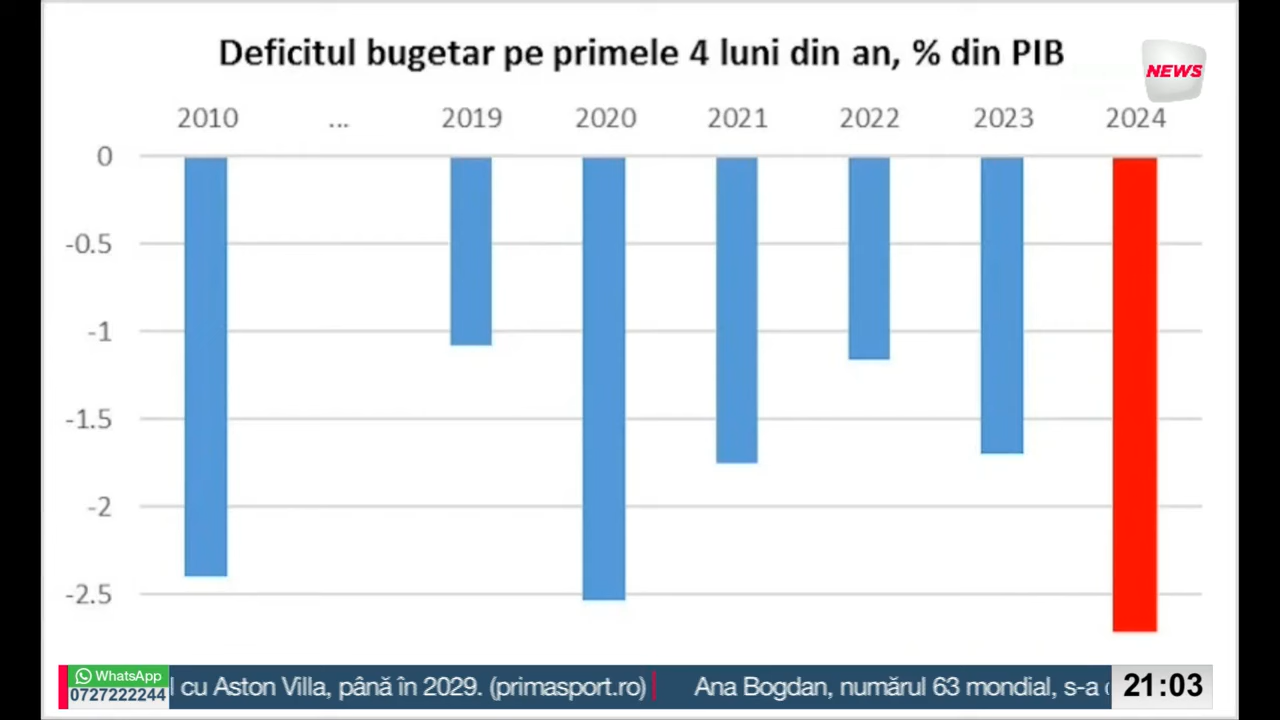 Deficitul bugetar pe primele 4 luni din an, % din PIB
NEWS
2010 ... 2019 2020 2021 2022 2023 2024
0
-0.5
-1
-1.5
-2
-2.5
WhatsApp
0727222244
cu Aston Villa, până în 2029. (primasport.ro) Ana Bogdan, numărul 63 mondial, s-a
21:03